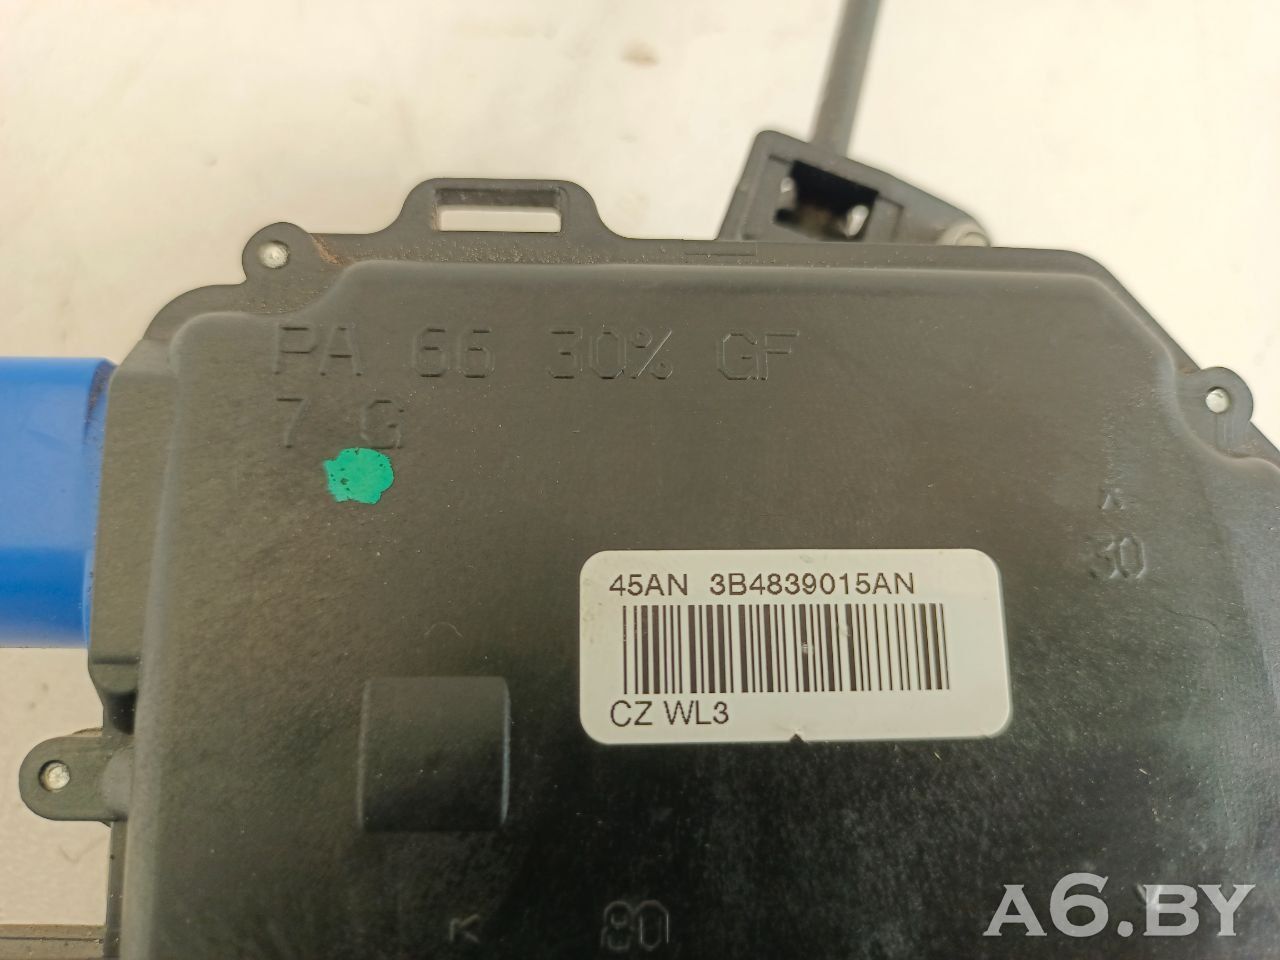 PA 66 30% GF
7 G
30
45AN 3B4839015AN
CZ WL3
80
A6.BY